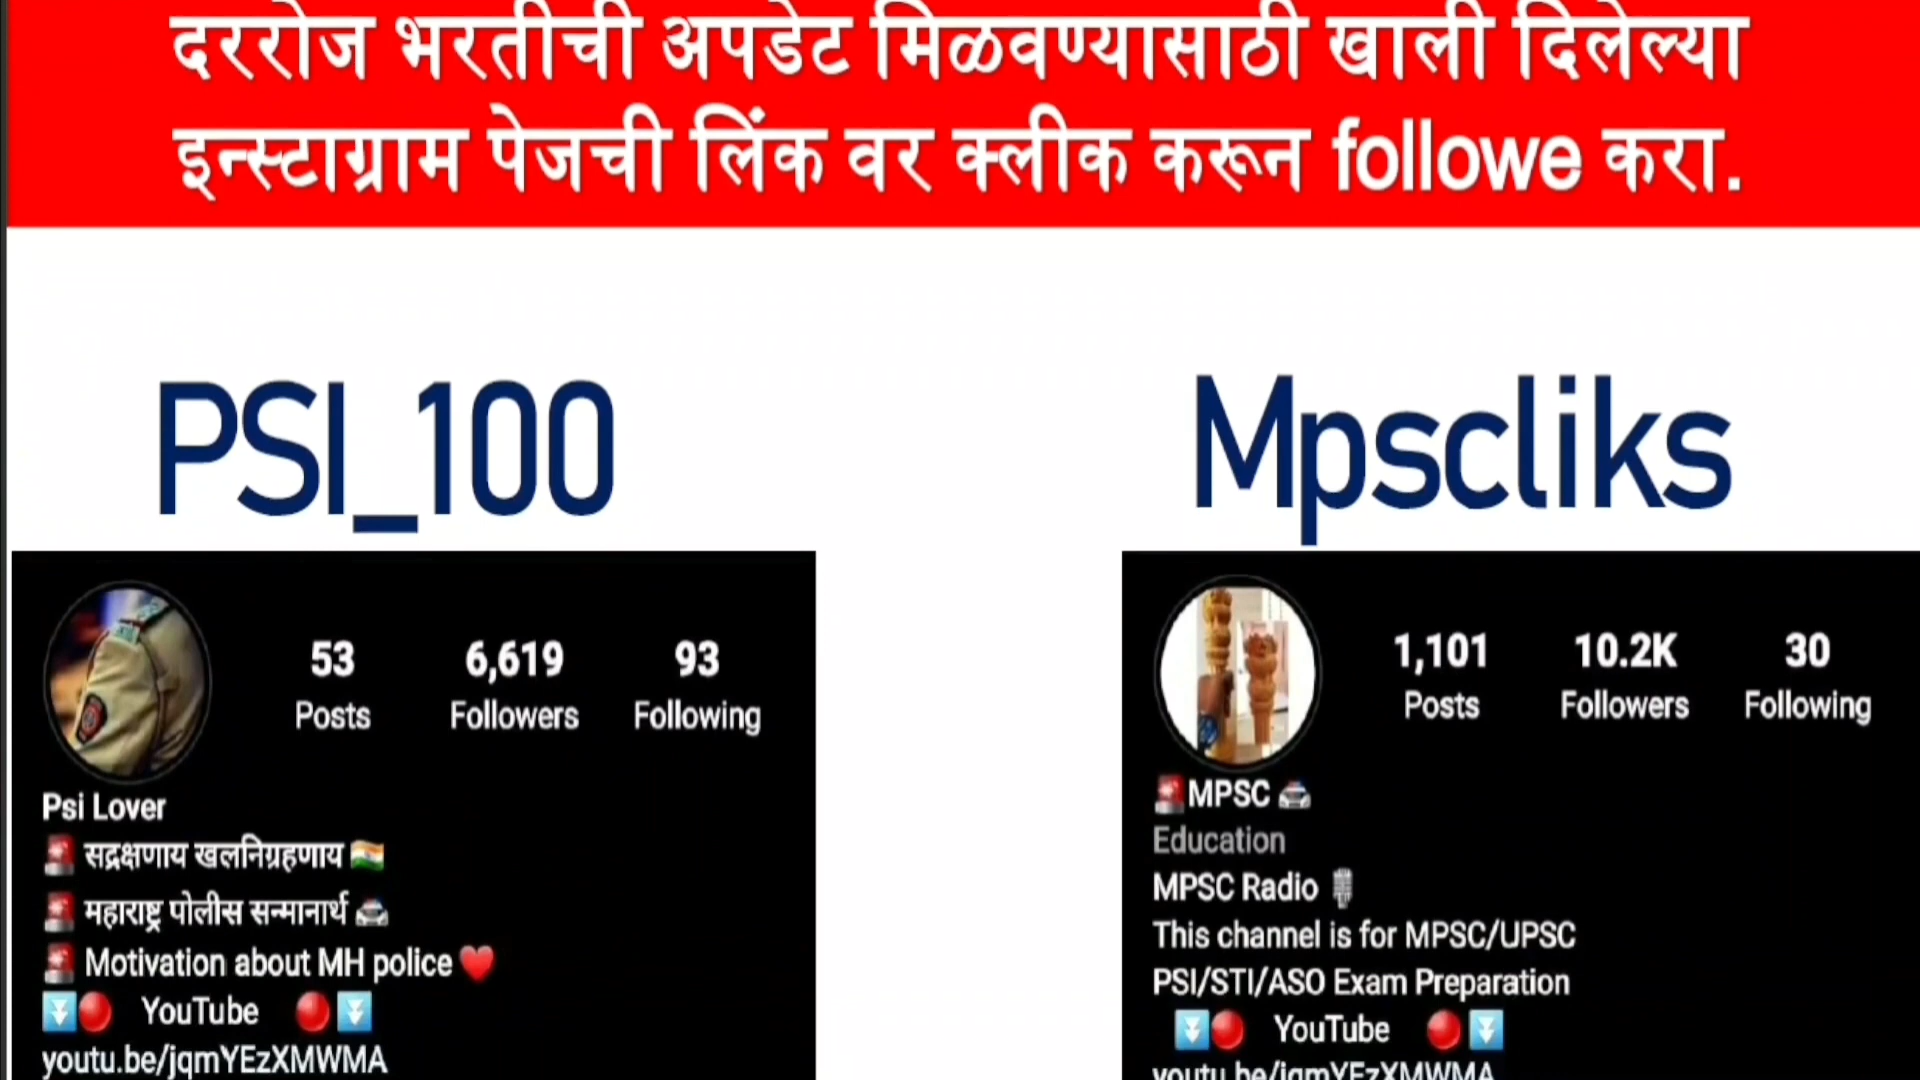 दररोज भरतीची अपडेट मिळवण्यासाठी खाली दिलेल्या
इन्स्टाग्राम पेजची लिंक वर क्लीक करून followe करा.
PSI_100
53 6,619 93
Posts Followers Following
Psi Lover
सद्रक्षणाय खलनिग्रहणाय
महाराष्ट्र पोलीस सन्मानार्थ
Motivation about MH police
YouTube
youtu.be/jqmYEzXMWMA
Mpscliks
1,101 10.2K 30
Posts Followers Following
MPSC
Education
MPSC Radio
This channel is for MPSC/UPSC
PSI/STI/ASO Exam Preparation
YouTube
youtu.be/jqmYEzXMWMA